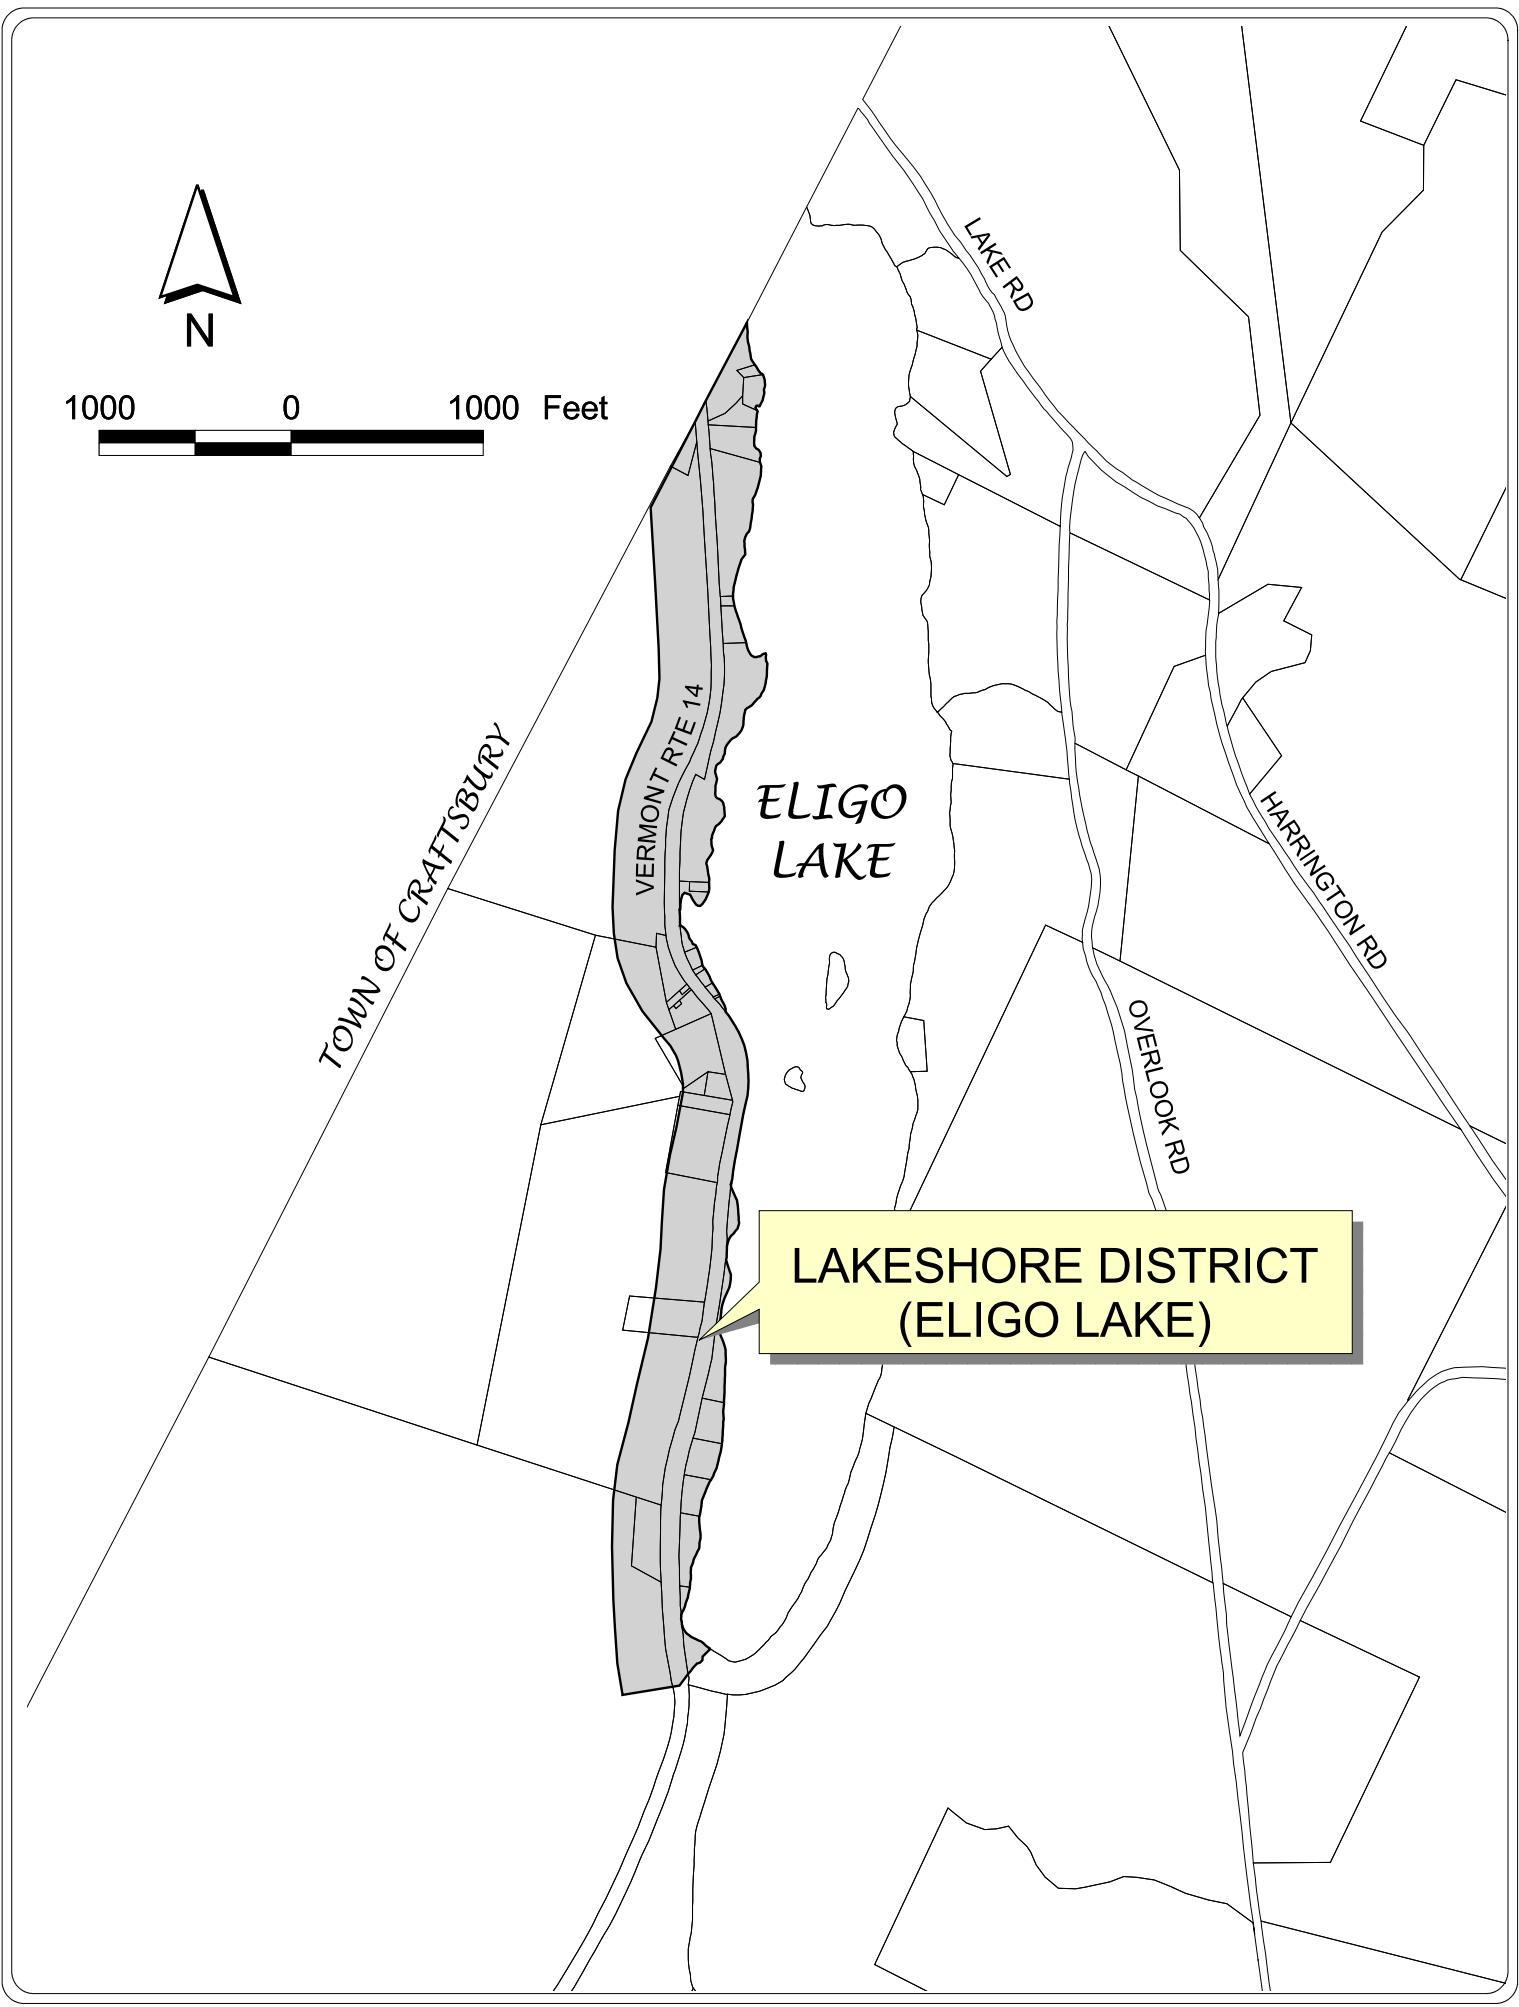 LAKE RD
N
1000 0 1000 Feet
VERMONT RTE 14
TOWN OF CRAFTSBURY
ELIGO
LAKE
HARRINGTON RD
OVERLOOK RD
LAKESHORE DISTRICT
(ELIGO LAKE)